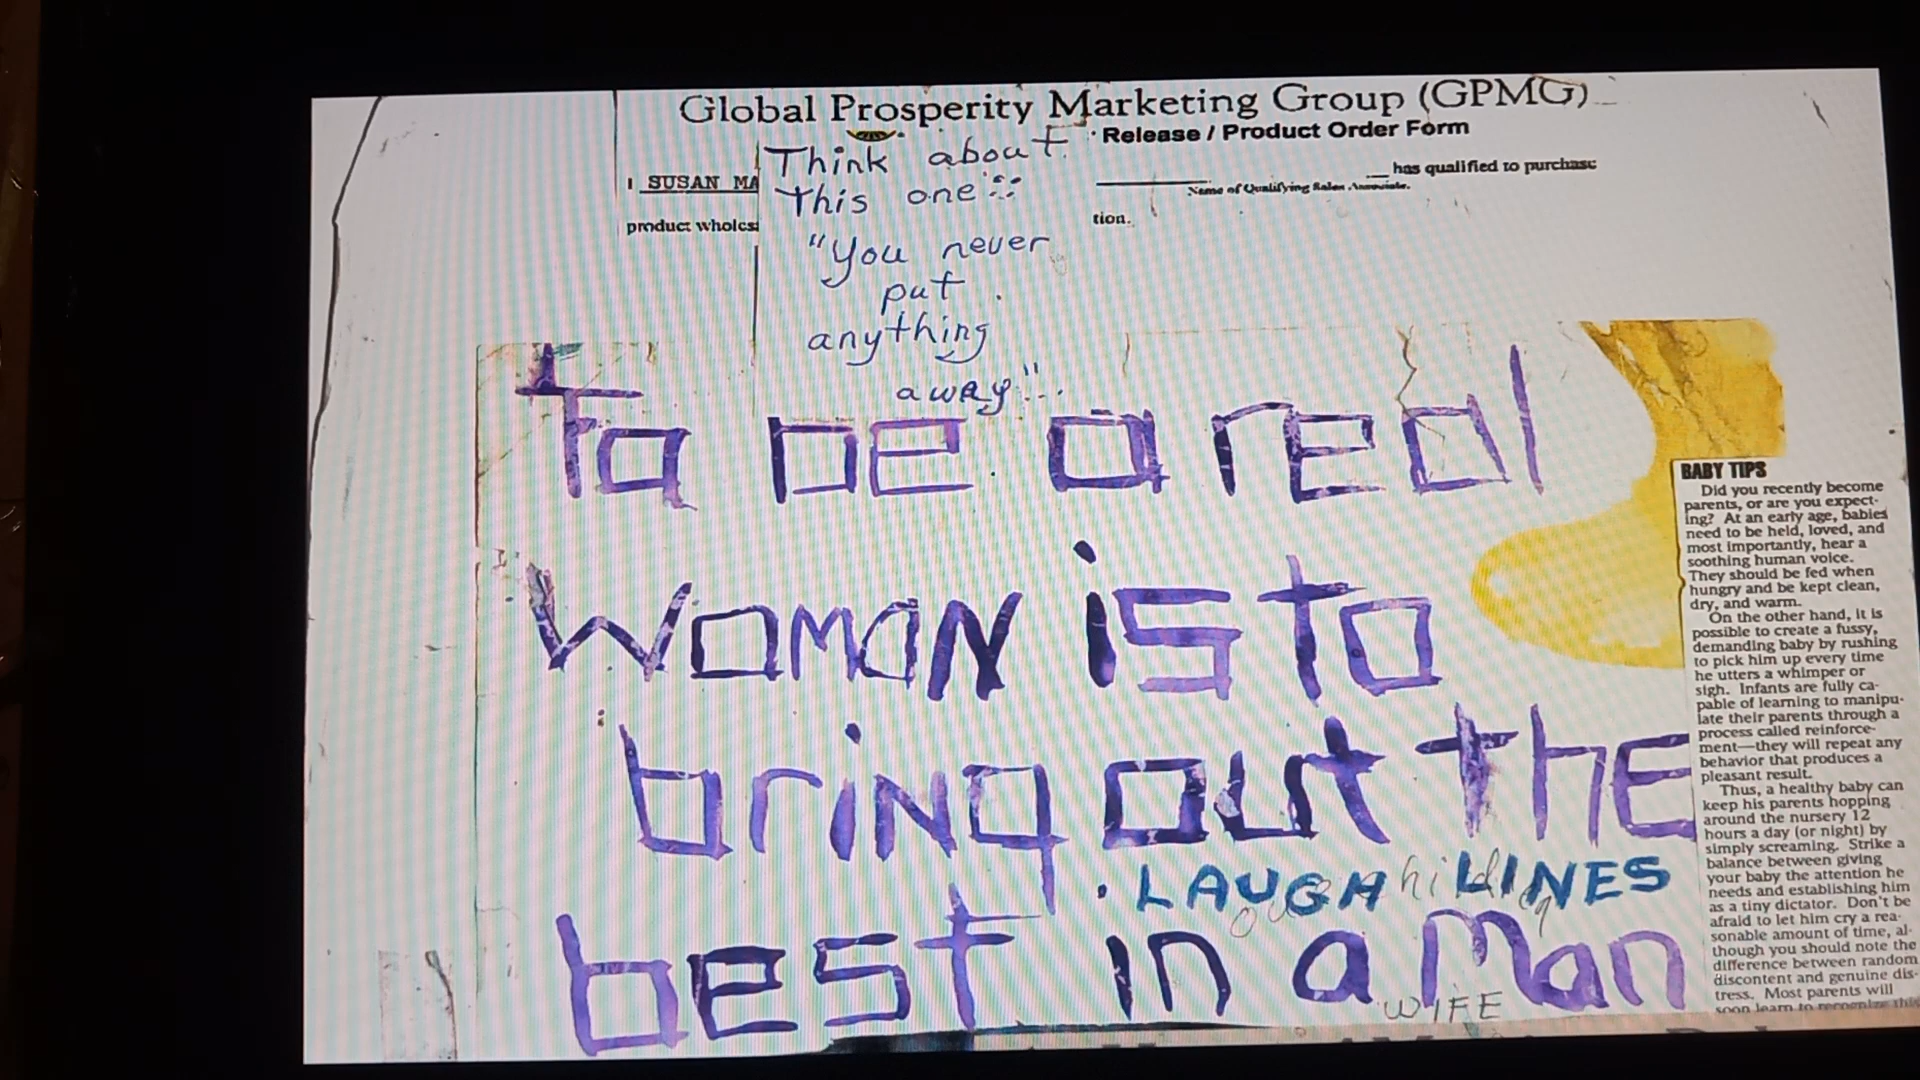 Global Prosperity Marketing Group (GPMG)
Release / Product Order Form
I SUSAN MA
has qualified to purchase
Name of Qualifying Sales Associate.
product wholes
tion.
Think about
This one
"You never
put
anything
away"...
To be a real
woman is to
bring out the
best in a man
LAUGH LINES
WIFE
BABY TIPS
Did you recently become
parents, or are you expect-
ing? At an early age, babies
need to be held, loved, and
most importantly, hear a
soothing human voice.
They should be fed when
hungry and be kept clean,
dry, and warm.
On the other hand, it is
possible to create a fussy,
demanding baby by rushing
to pick him up every time
he utters a whimper or
sigh. Infants are fully ca-
pable of learning to manipu-
late their parents through a
process called reinforce-
ment—they will repeat any
behavior that produces a
pleasant result.
Thus, a healthy baby can
keep his parents hopping
around the nursery 12
hours a day (or night) by
simply screaming. Strike a
balance between giving
your baby the attention he
needs and establishing him
as a tiny dictator. Don't be
afraid to let him cry a rea-
sonable amount of time, al-
though you should note the
difference between random
discontent and genuine dis-
tress. Most parents will
soon learn to recognize this